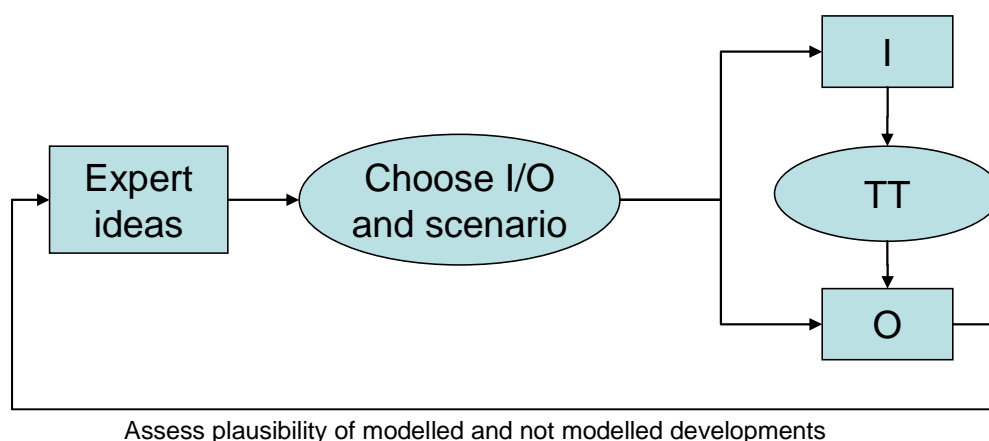 Expert
ideas
Choose I/O
and scenario
I
TT
O
Assess plausibility of modelled and not modelled developments